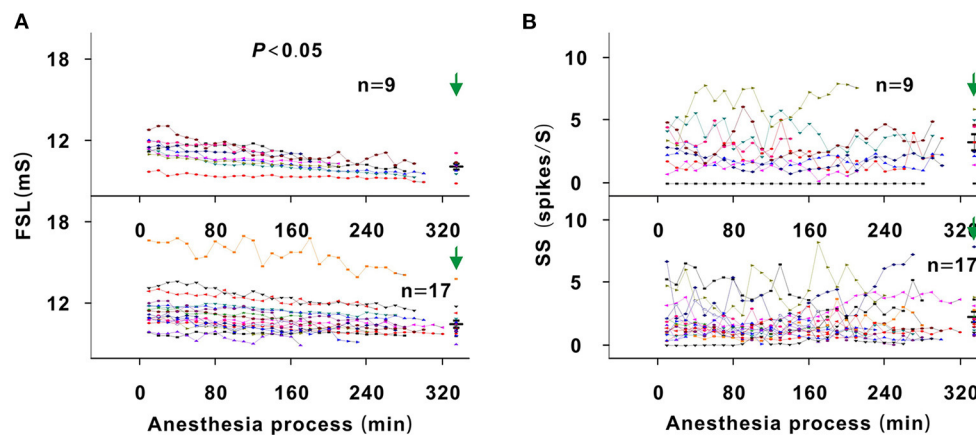 A
B
18
12
P<0.05
n=9
FSL(mS)
0 80 160 240 320
18
12
n=17
0 80 160 240 320
Anesthesia process (min)
10
5
0
n=9
SS (spikes/S)
0 80 160 240 320
10
5
0
n=17
0 80 160 240 320
Anesthesia process (min)